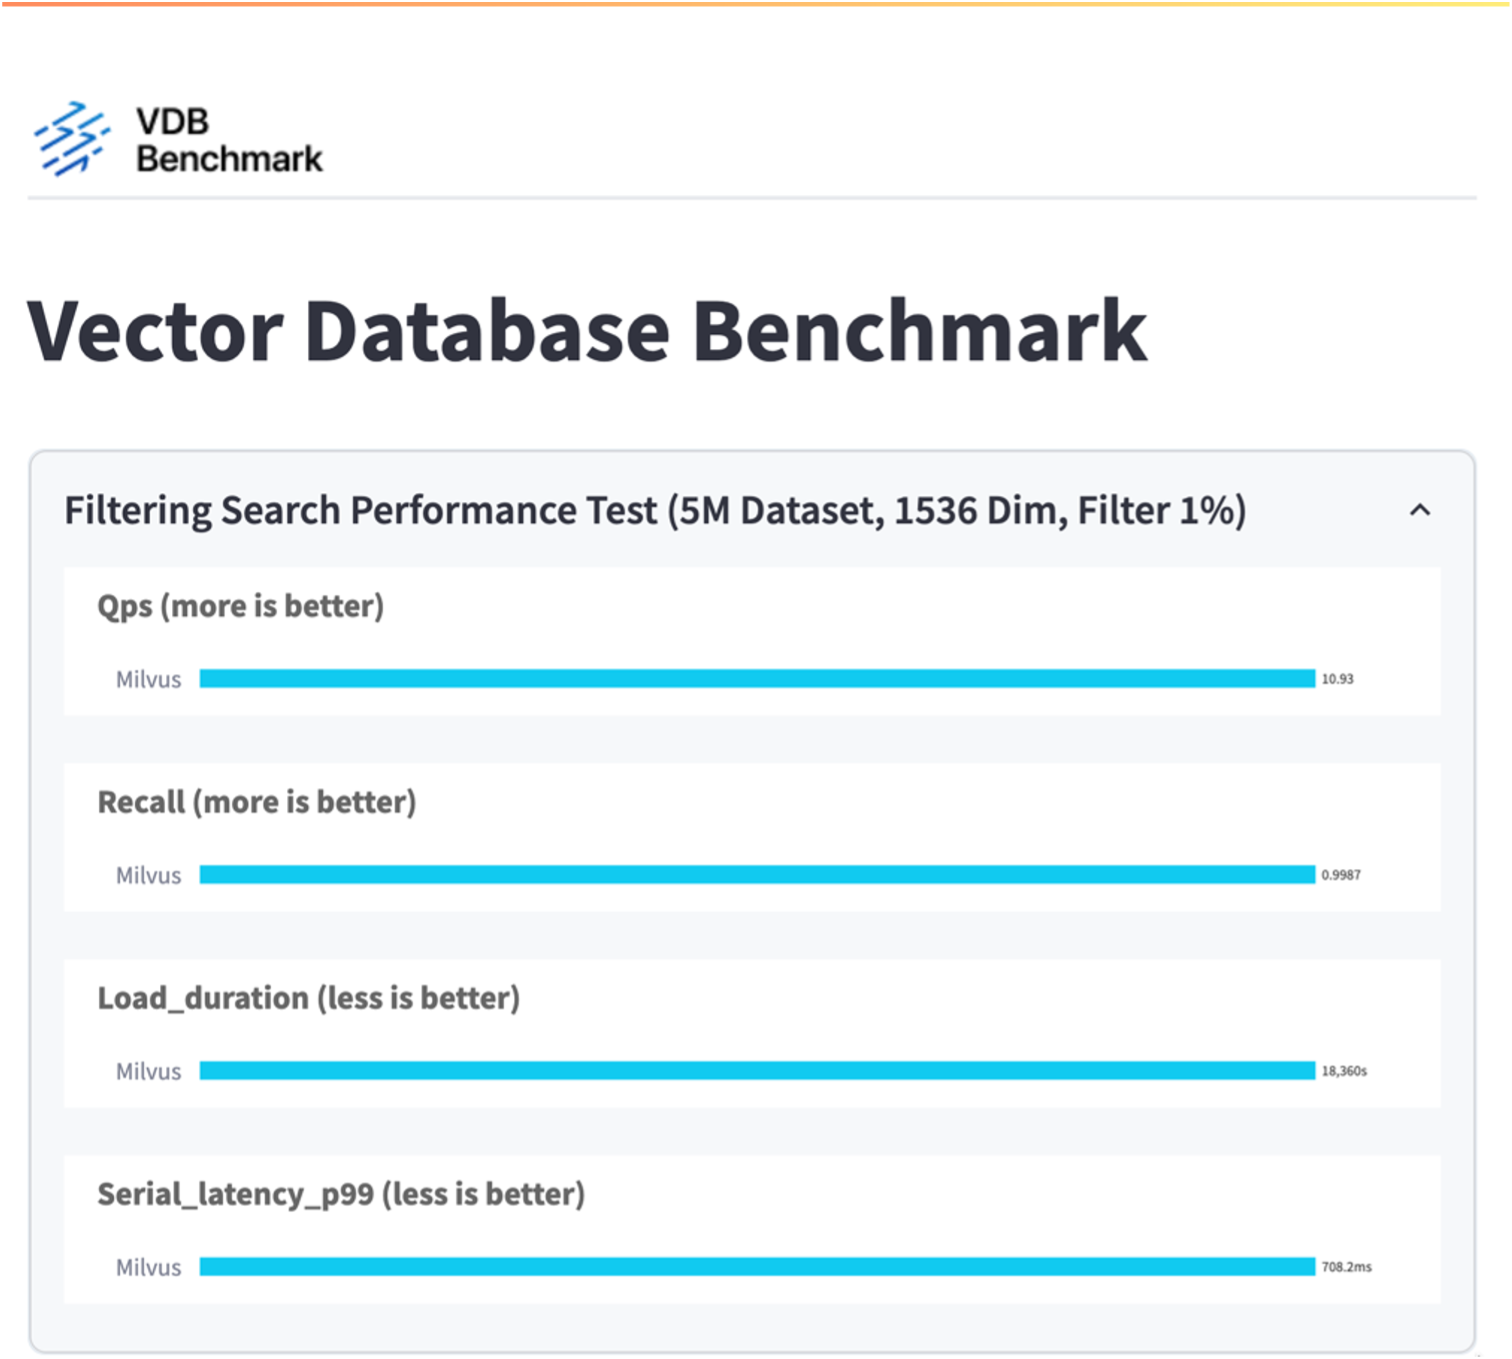 VDB
Benchmark
Vector Database Benchmark
Filtering Search Performance Test (5M Dataset, 1536 Dim, Filter 1%)
Qps (more is better)
Milvus 10.93
Recall (more is better)
Milvus 0.9987
Load_duration (less is better)
Milvus 18,360s
Serial_latency_p99 (less is better)
Milvus 708.2ms